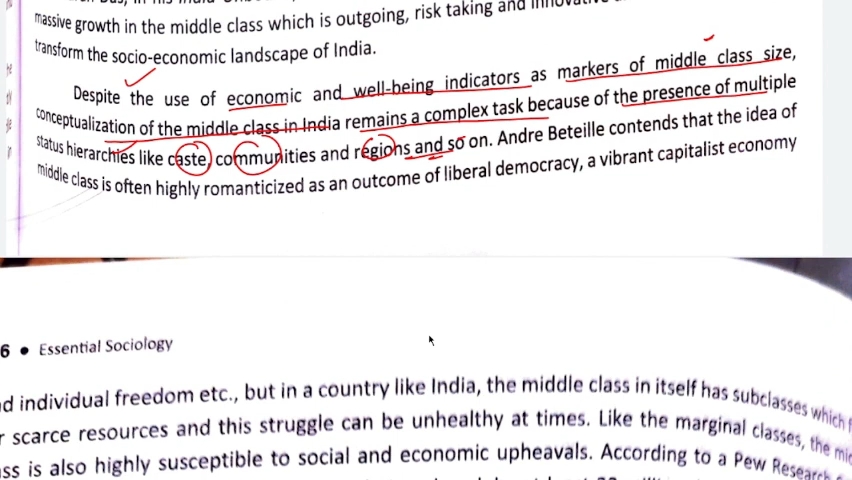 massive growth in the middle class which is outgoing, risk taking and
transform the socio-economic landscape of India.
Despite the use of economic and well-being indicators as markers of middle class size,
conceptualization of the middle class in India remains a complex task because of the presence of multiple
status hierarchies like caste, communities and regions and so on. Andre Beteille contends that the idea of
middle class is often highly romanticized as an outcome of liberal democracy, a vibrant capitalist economy
6 • Essential Sociology
individual freedom etc., but in a country like India, the middle class in itself has subclasses which
scarce resources and this struggle can be unhealthy at times. Like the marginal classes, the
is also highly susceptible to social and economic upheavals. According to a Pew Research